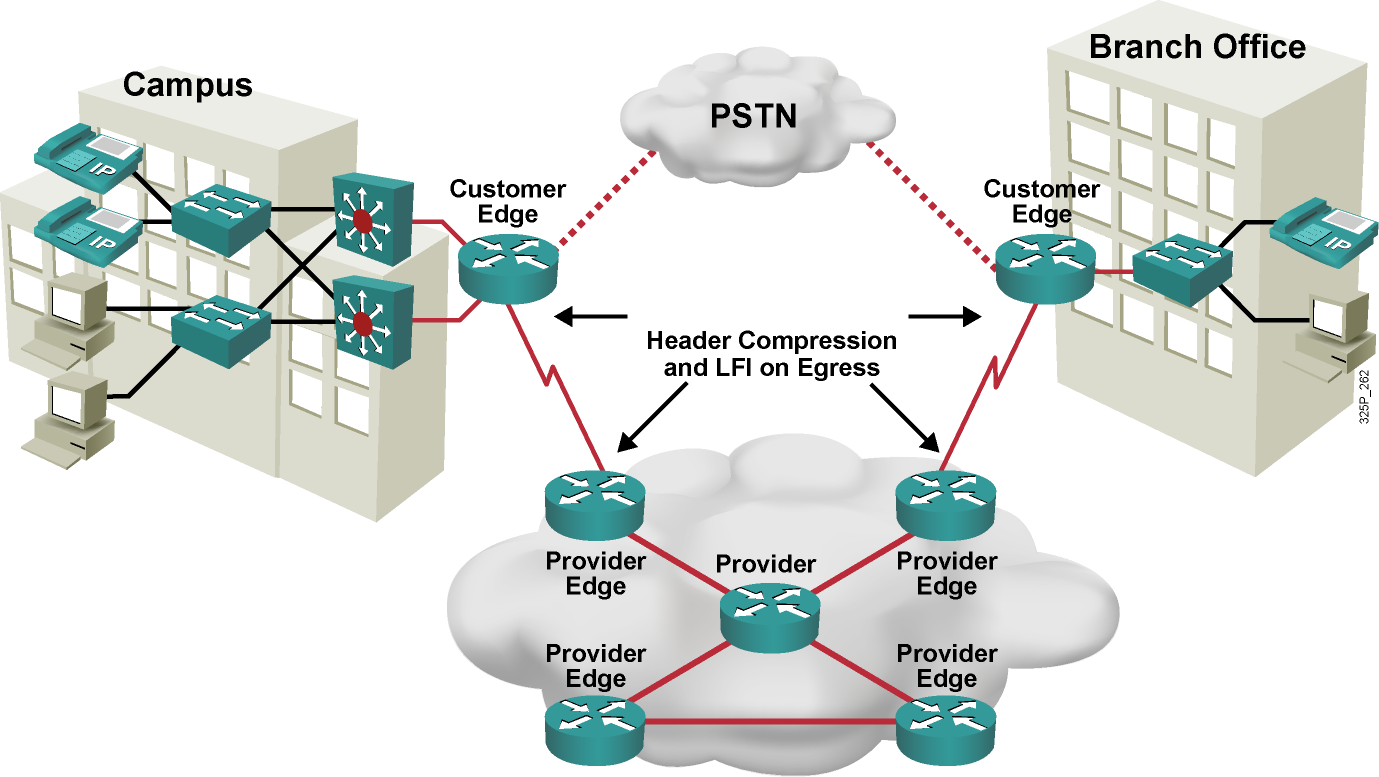 Campus
Branch Office
PSTN
Customer
Edge
Customer
Edge
IP
IP
IP
Header Compression
and LFI on Egress
325P_262
Provider
Edge
Provider
Provider
Edge
Provider
Edge
Provider
Edge